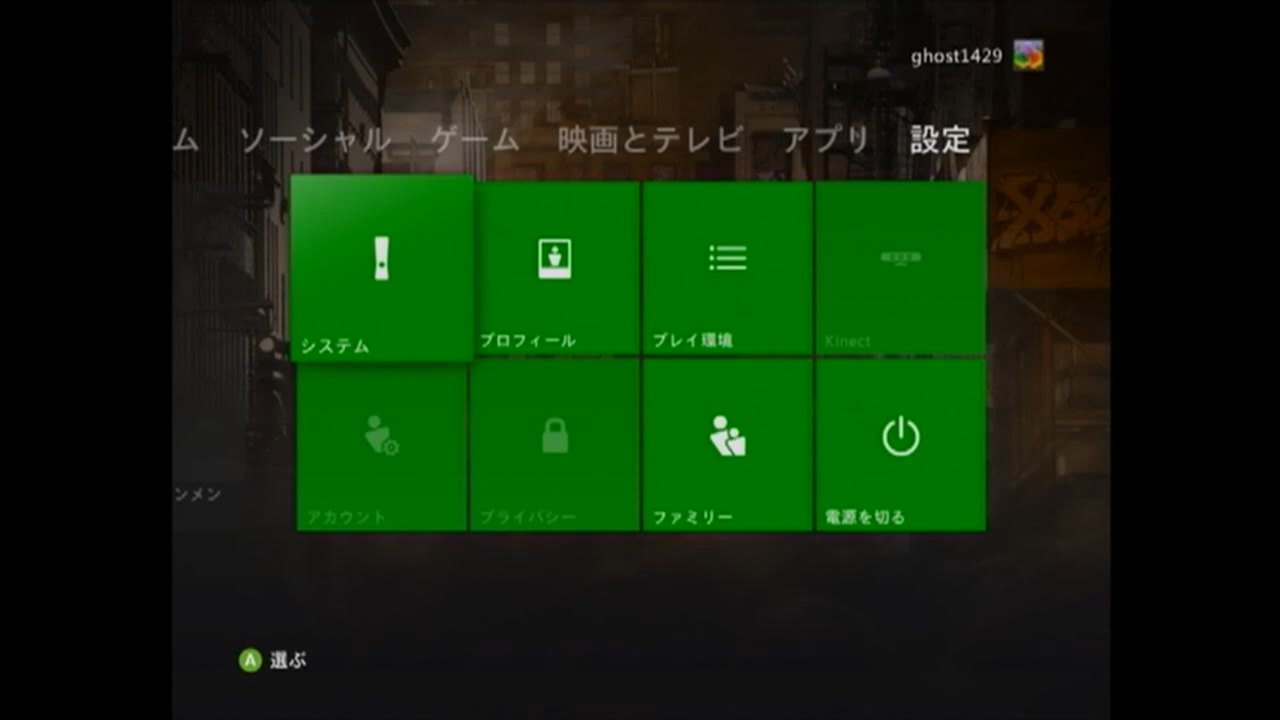 ghost1429
ム ソーシャル ゲーム 映画とテレビ アプリ 設定
システム プロフィール プレイ環境 Kinect
ンメン
アカウント プライバシー ファミリー 電源を切る
A 選ぶ